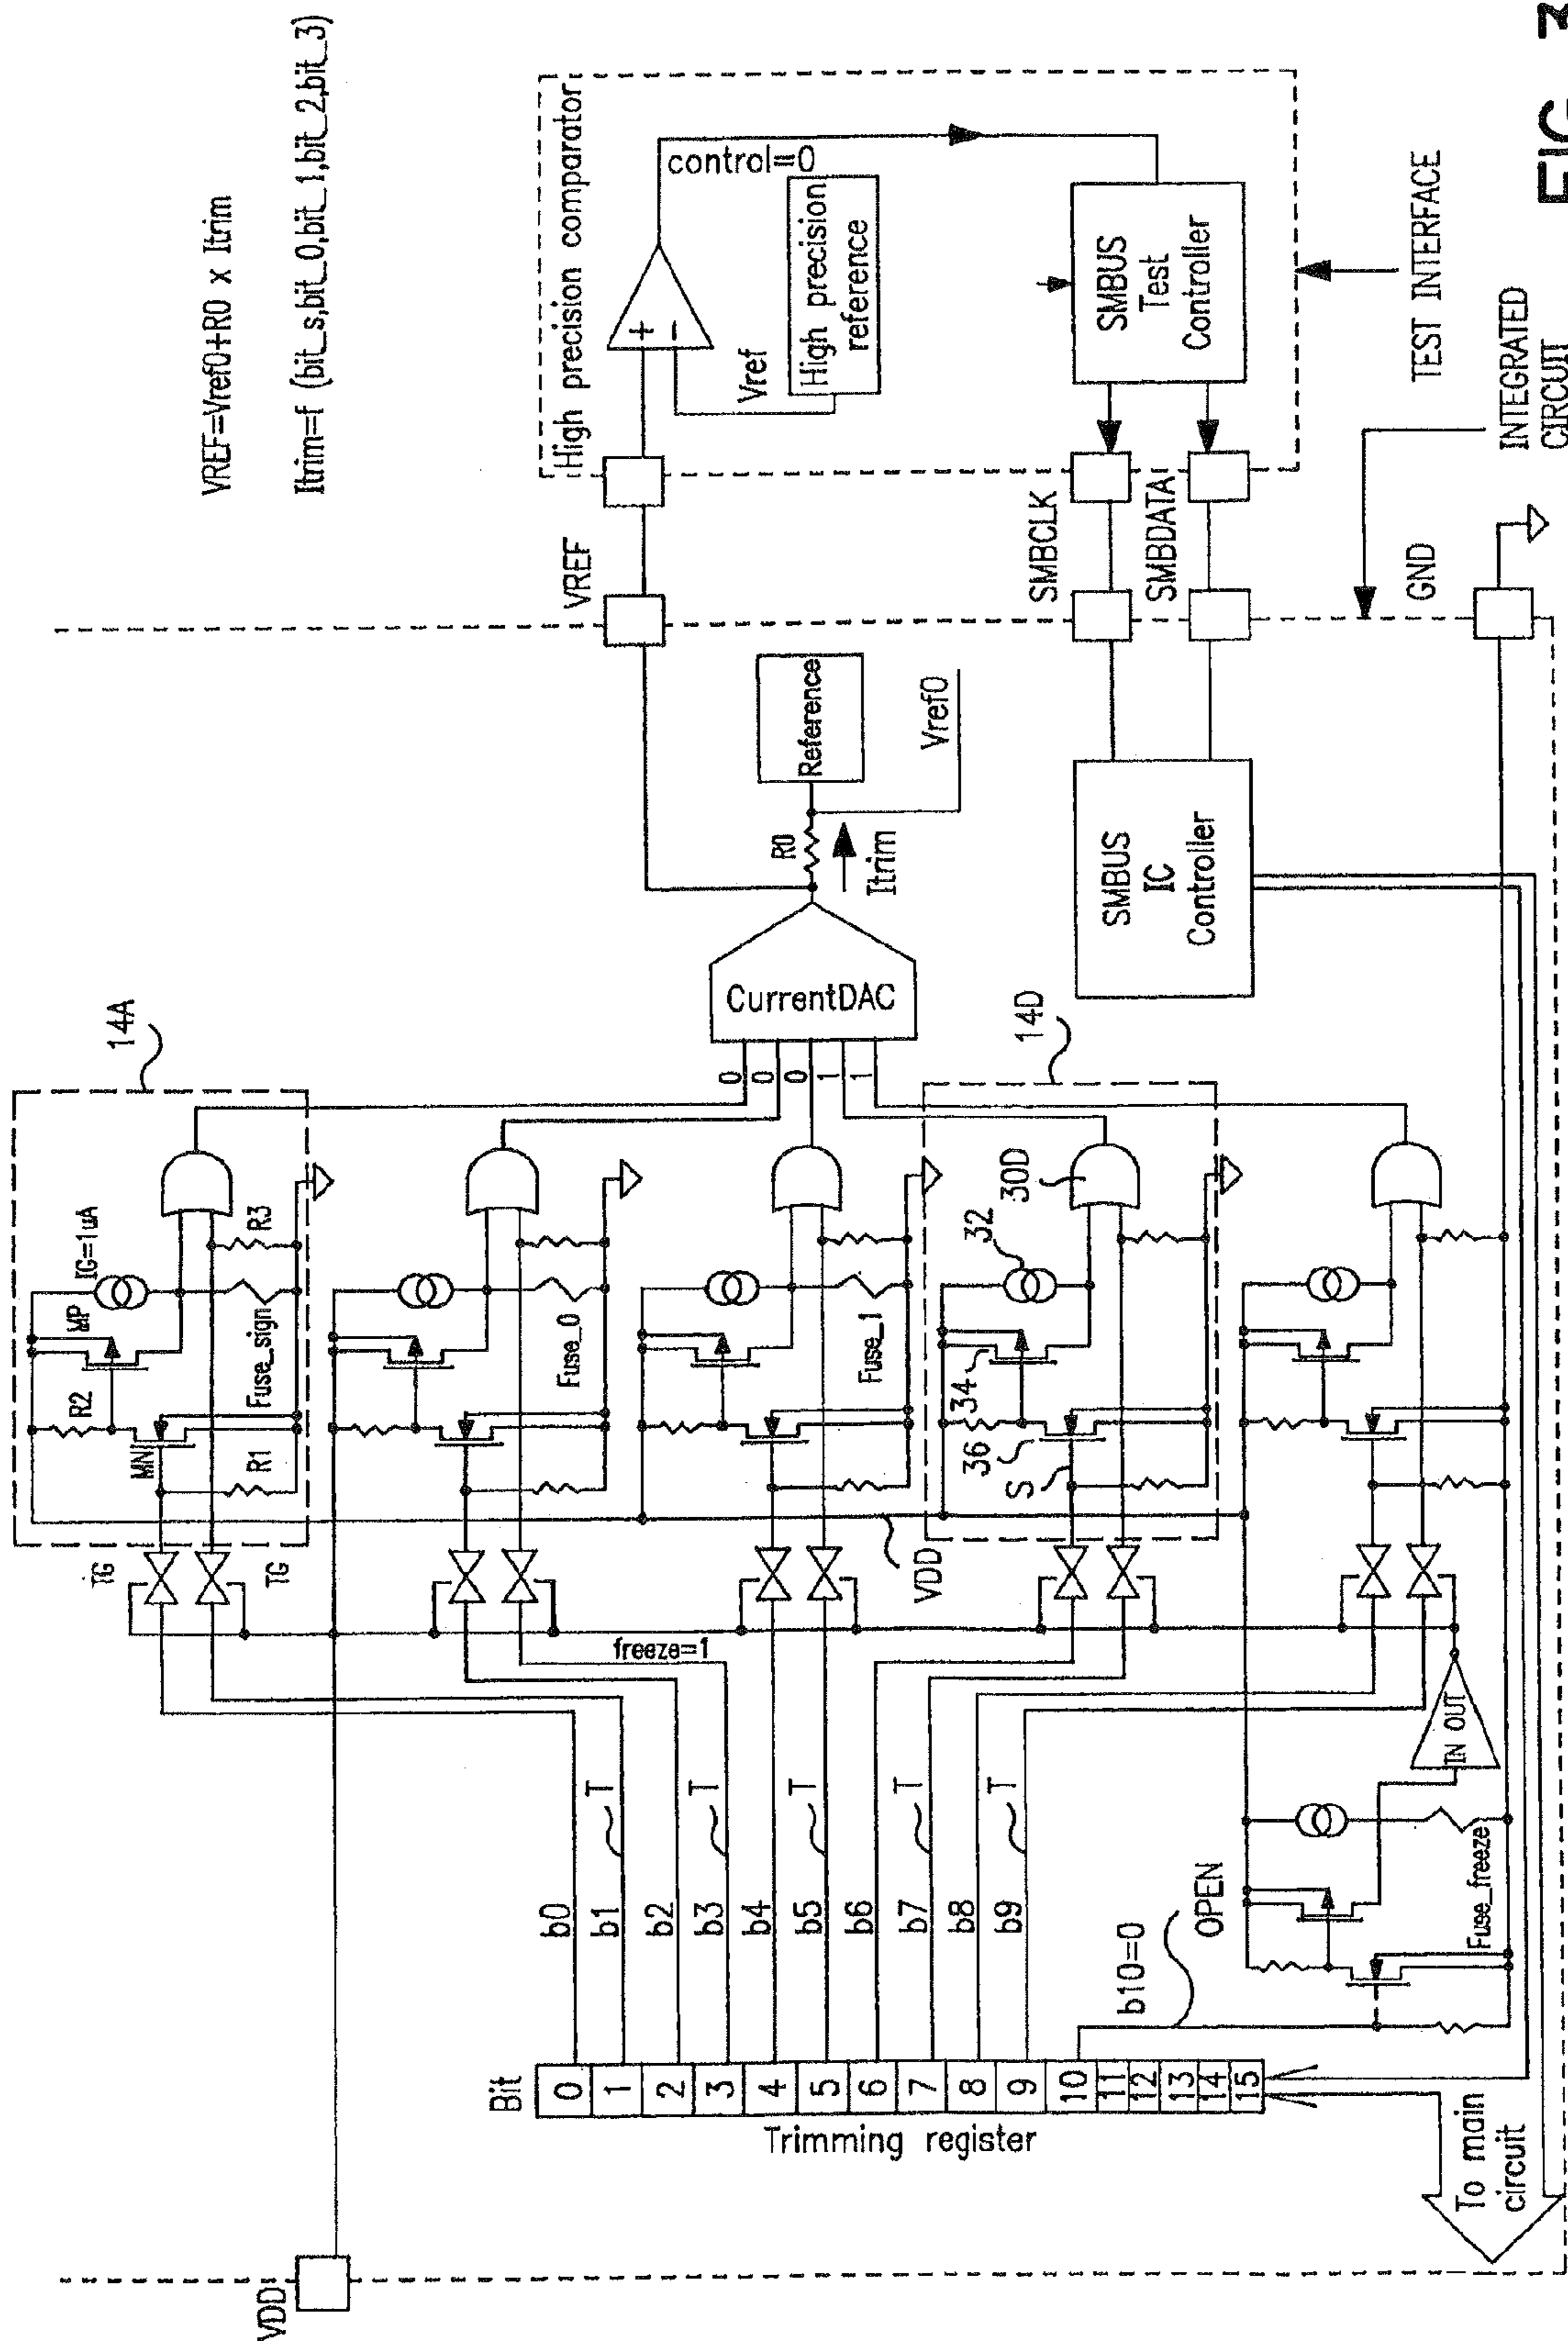 VREF=Vref0+R0 x Itrim
Itrim=f (bit_s,bit_0,bit_1,bit_2,bit_3)
14A
IG=1uA
MP
R2
MN
R1
Fuse_sign
R3
TG
TG
VDD
Fuse_0
freeze=1
Fuse_1
VDD
14D
30D
32
34
36
S
0
0
0
1
1
CurrentDAC
R0
Itrim
Reference
Vref0
VREF
High precision comparator
+
−
control=0
Vref
High precision
reference
SMBUS
Test
Controller
SMBCLK
SMBDATA
SMBUS
IC
Controller
GND
TEST INTERFACE
INTEGRATED
CIRCUIT
Bit
0
1
2
3
4
5
6
7
8
9
10
11
12
13
14
15
Trimming register
b0
b1
T
b2
b3
T
b4
b5
T
b6
b7
T
b8
b9
T
b10=0
OPEN
Fuse_freeze
IN OUT
To main
circuit
FIG. 3